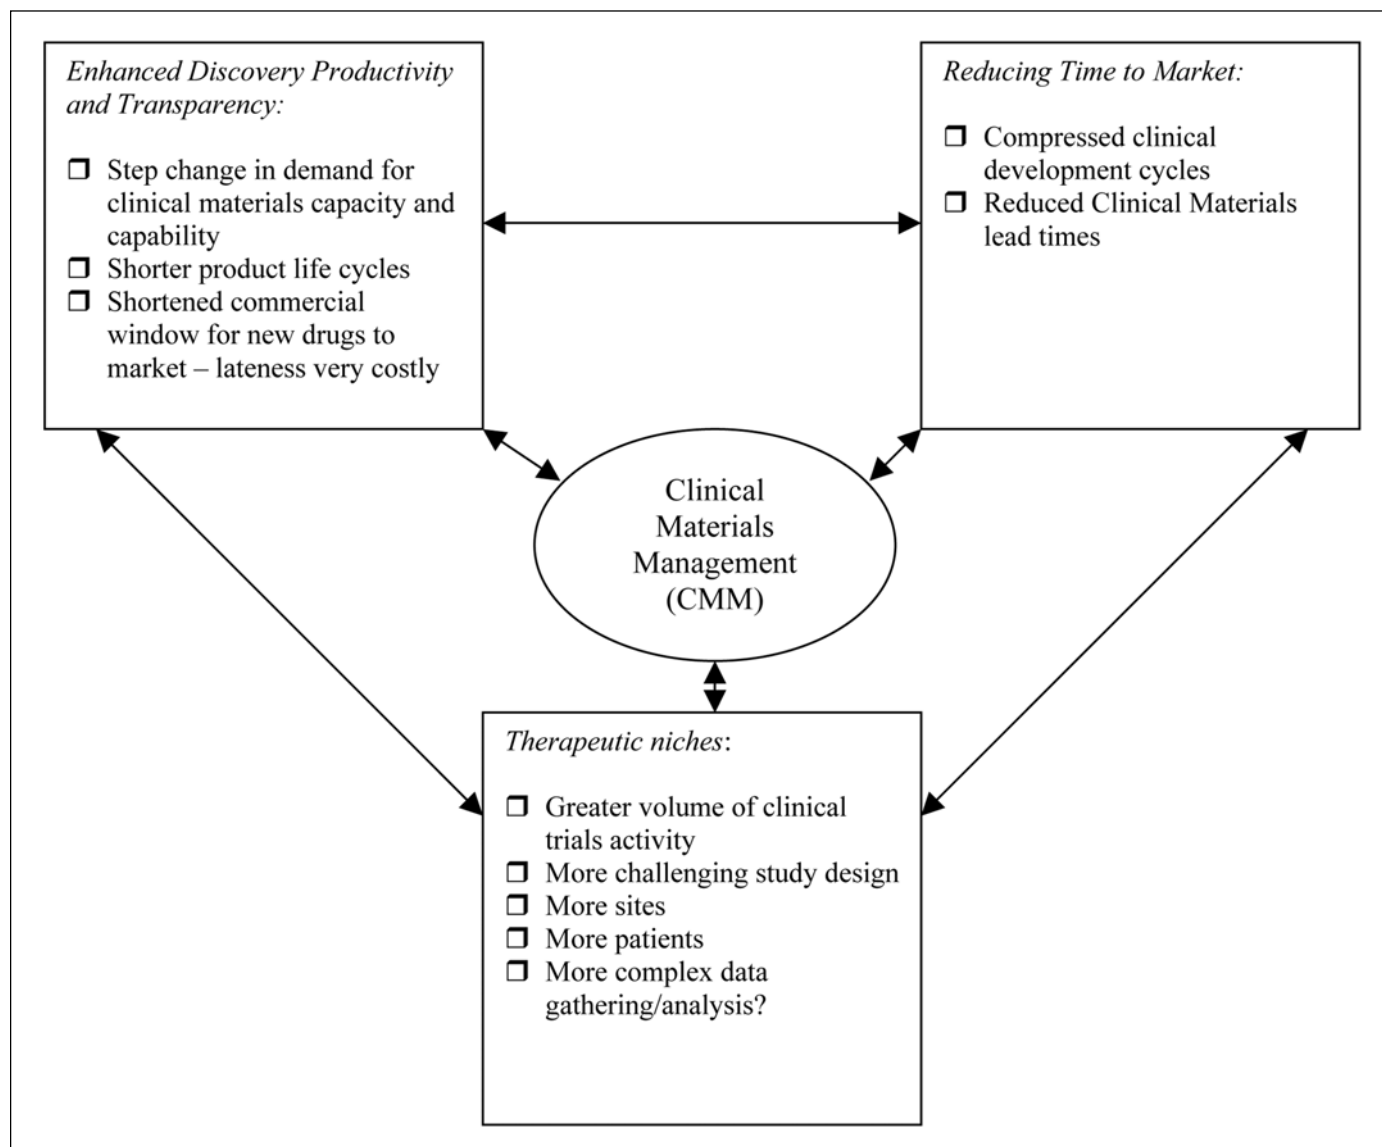 Enhanced Discovery Productivity
and Transparency:
❒ Step change in demand for
clinical materials capacity and
capability
❒ Shorter product life cycles
❒ Shortened commercial
window for new drugs to
market – lateness very costly
Reducing Time to Market:
❒ Compressed clinical
development cycles
❒ Reduced Clinical Materials
lead times
Clinical
Materials
Management
(CMM)
Therapeutic niches:
❒ Greater volume of clinical
trials activity
❒ More challenging study design
❒ More sites
❒ More patients
❒ More complex data
gathering/analysis?